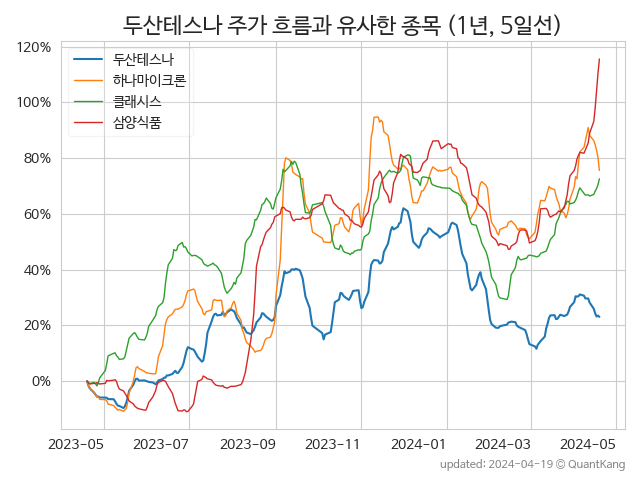 두산테스나 주가 흐름과 유사한 종목 (1년, 5일선)
두산테스나
하나마이크론
클래시스
삼양식품
120%
100%
80%
60%
40%
20%
0%
2023-05 2023-07 2023-09 2023-11 2024-01 2024-03 2024-05
updated: 2024-04-19 © QuantKang